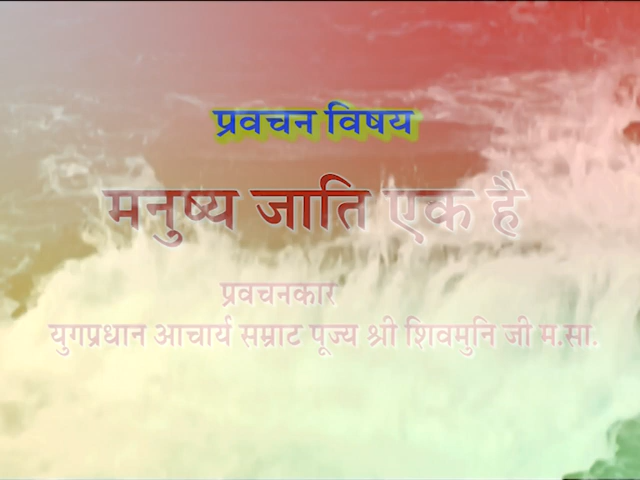 प्रवचन विषय
मनुष्य जाति एक है
प्रवचनकार
युगप्रधान आचार्य सम्राट पूज्य श्री शिवमुनि जी म.सा.